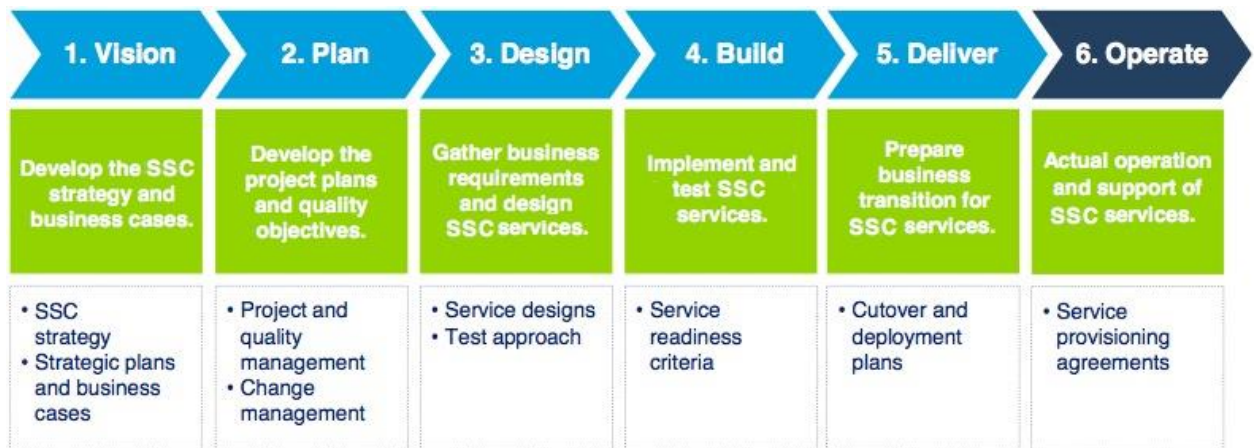 1. Vision
2. Plan
3. Design
4. Build
5. Deliver
6. Operate
Develop the SSC
strategy and
business cases.
Develop the
project plans
and quality
objectives.
Gather business
requirements
and design
SSC services.
Implement and
test SSC
services.
Prepare
business
transition for
SSC services.
Actual operation
and support of
SSC services.
• SSC
strategy
• Strategic plans
and business
cases
• Project and
quality
management
• Change
management
• Service designs
• Test approach
• Service
readiness
criteria
• Cutover and
deployment
plans
• Service
provisioning
agreements